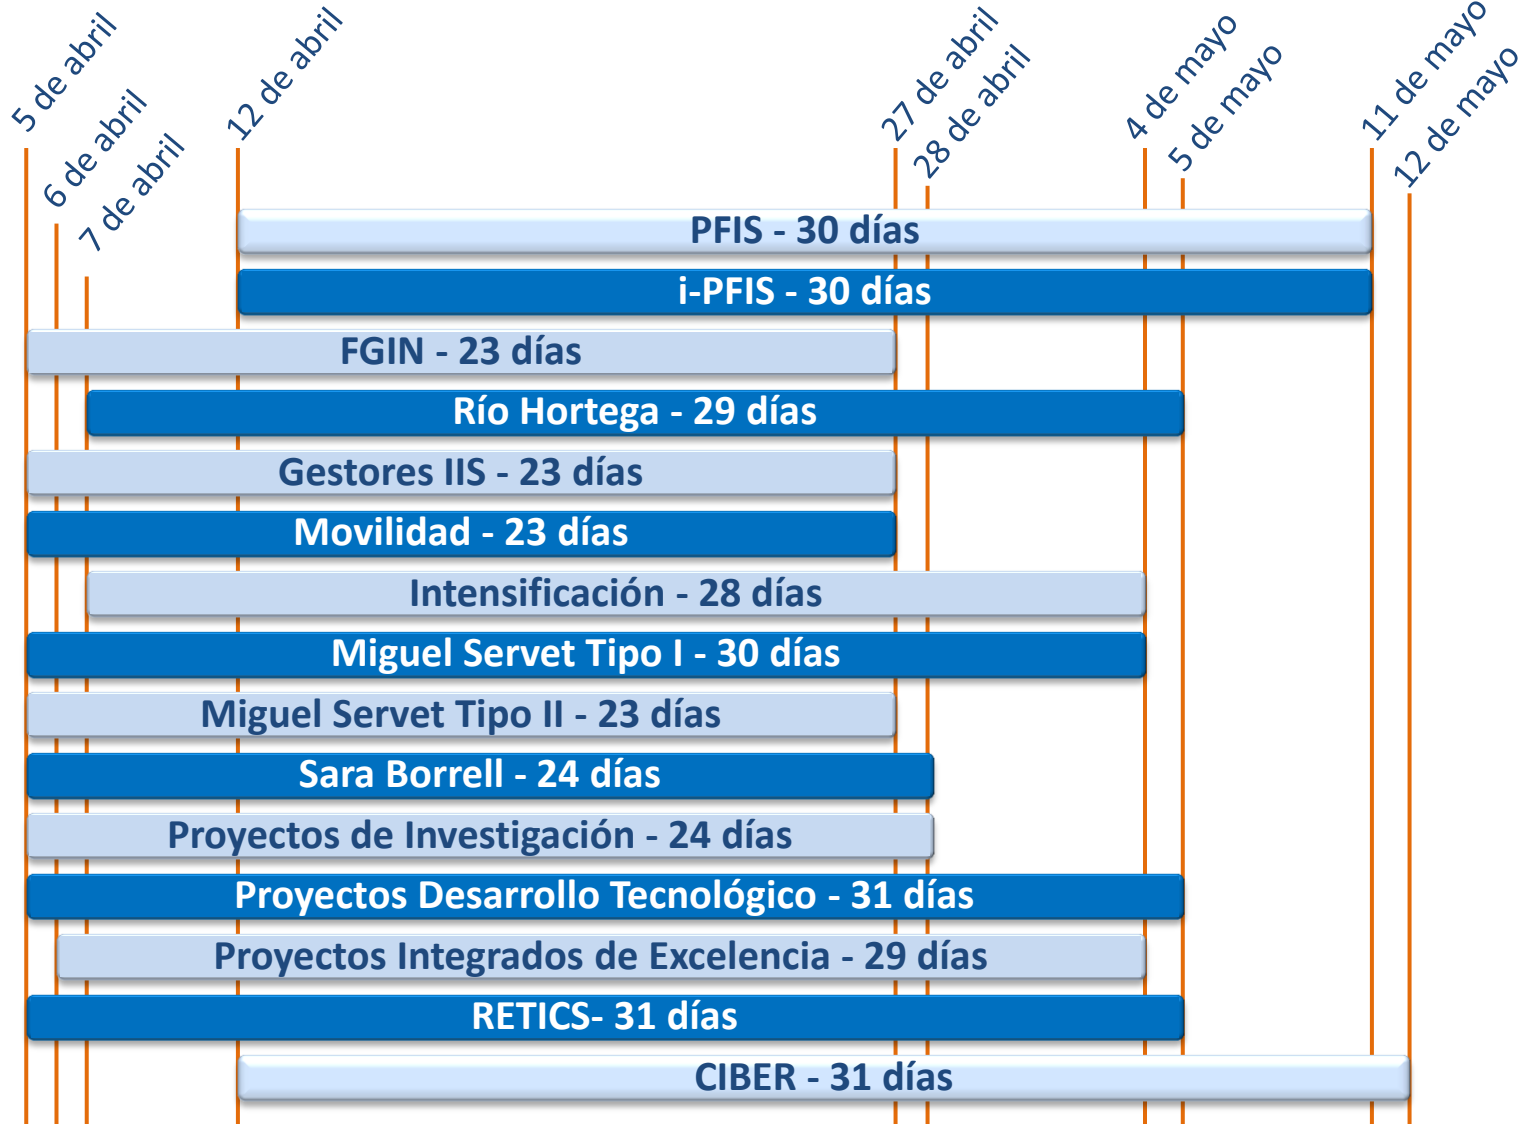 5 de abril
6 de abril
7 de abril
12 de abril
27 de abril
28 de abril
4 de mayo
5 de mayo
11 de mayo
12 de mayo
PFIS - 30 días
i-PFIS - 30 días
FGIN - 23 días
Río Hortega - 29 días
Gestores IIS - 23 días
Movilidad - 23 días
Intensificación - 28 días
Miguel Servet Tipo I - 30 días
Miguel Servet Tipo II - 23 días
Sara Borrell - 24 días
Proyectos de Investigación - 24 días
Proyectos Desarrollo Tecnológico - 31 días
Proyectos Integrados de Excelencia - 29 días
RETICS- 31 días
CIBER - 31 días